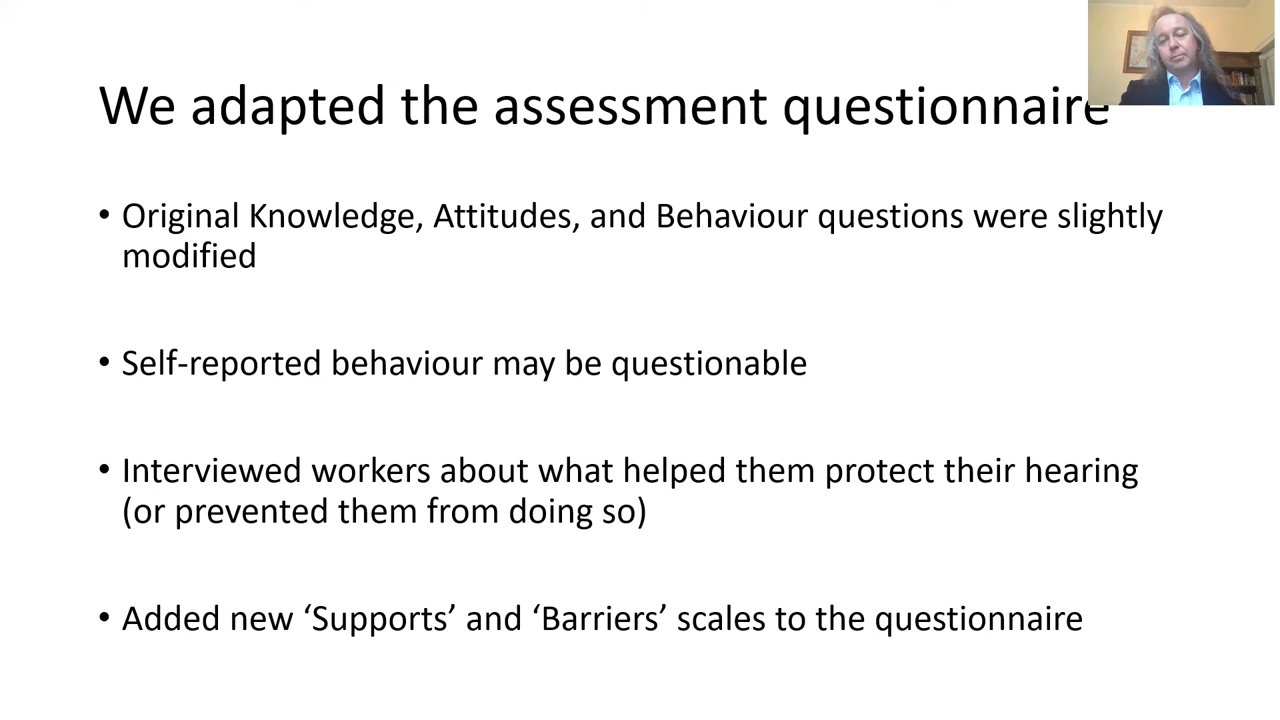 We adapted the assessment questionnaire
• Original Knowledge, Attitudes, and Behaviour questions were slightly
modified
• Self-reported behaviour may be questionable
• Interviewed workers about what helped them protect their hearing
(or prevented them from doing so)
• Added new ‘Supports’ and ‘Barriers’ scales to the questionnaire